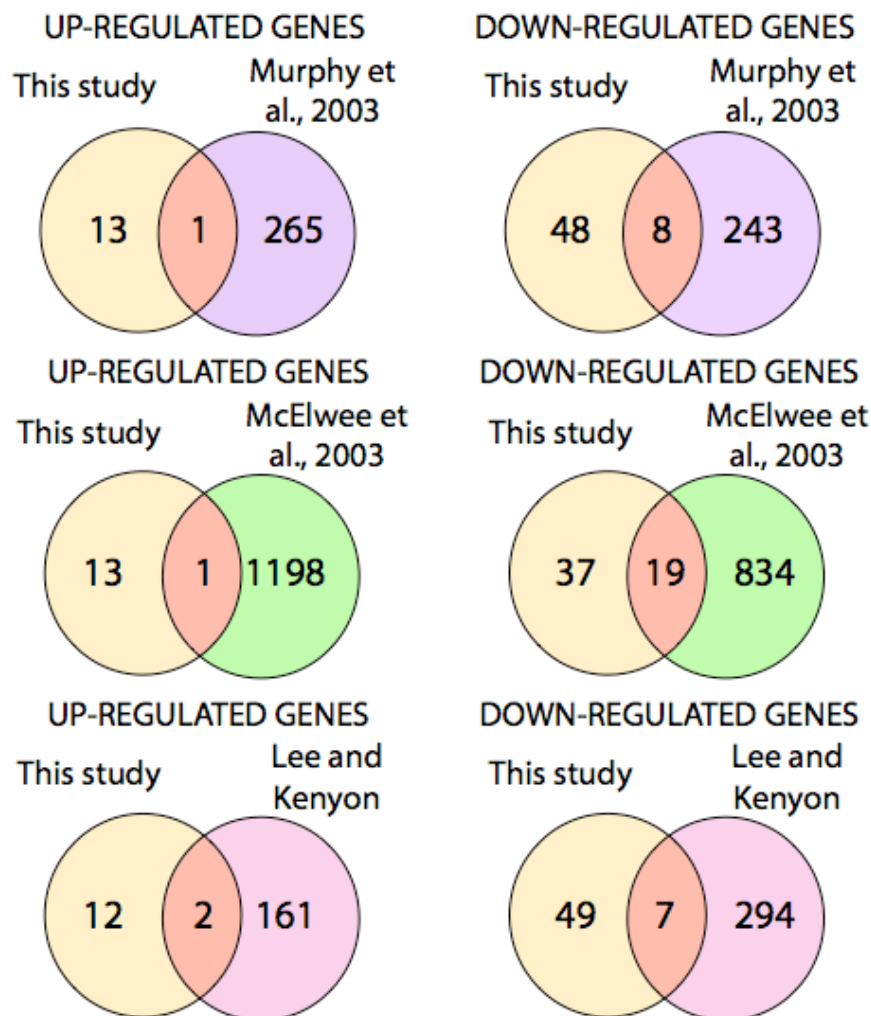 UP-REGULATED GENES
This study
Murphy et
al., 2003
13 1 265
DOWN-REGULATED GENES
This study
Murphy et
al., 2003
48 8 243
UP-REGULATED GENES
This study
McElwee et
al., 2003
13 1 1198
DOWN-REGULATED GENES
This study
McElwee et
al., 2003
37 19 834
UP-REGULATED GENES
This study
Lee and
Kenyon
12 2 161
DOWN-REGULATED GENES
This study
Lee and
Kenyon
49 7 294